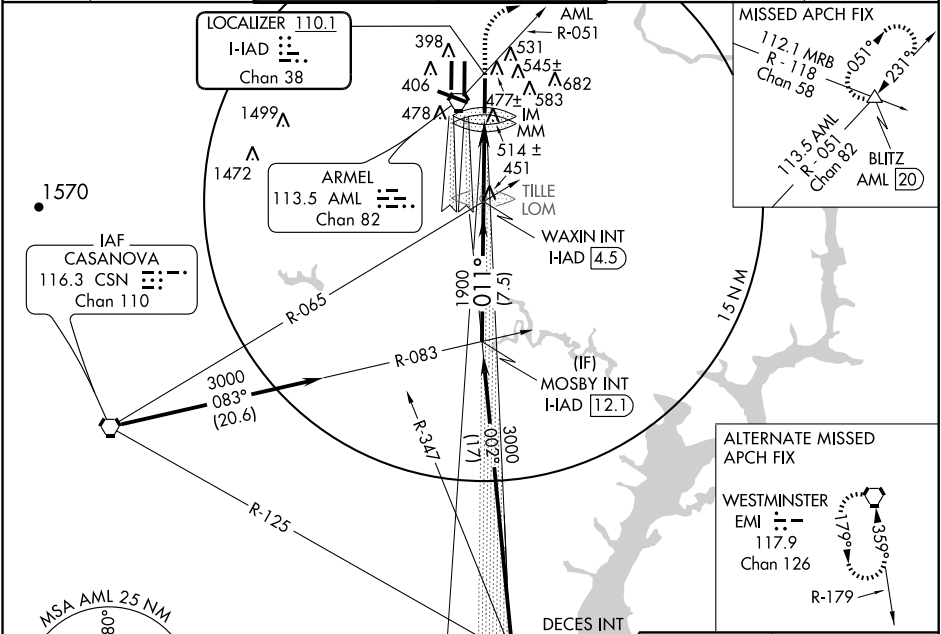 LOCALIZER 110.1
I-IAD
Chan 38
398
406
478
1499
1472
1570
AML
R-051
531
545±
682
477±
583
IM
MM
514 ±
451
TILLE
LOM
ARMEL
113.5 AML
Chan 82
WAXIN INT
I-IAD 4.5
IAF
CASANOVA
116.3 CSN
Chan 110
R-065
1900
011°
(7.5)
15 NM
R-083
3000
083°
(20.6)
(IF)
MOSBY INT
I-IAD 12.1
R-347
3000
002°
(17)
R-125
MSA AML 25 NM
80°
DECES INT
MISSED APCH FIX
112.1 MRB
R - 118
Chan 58
051°
231°
113.5 AML
R - 051
Chan 82
BLITZ
AML 20
ALTERNATE MISSED
APCH FIX
WESTMINSTER
EMI
117.9
Chan 126
179°
359°
R-179